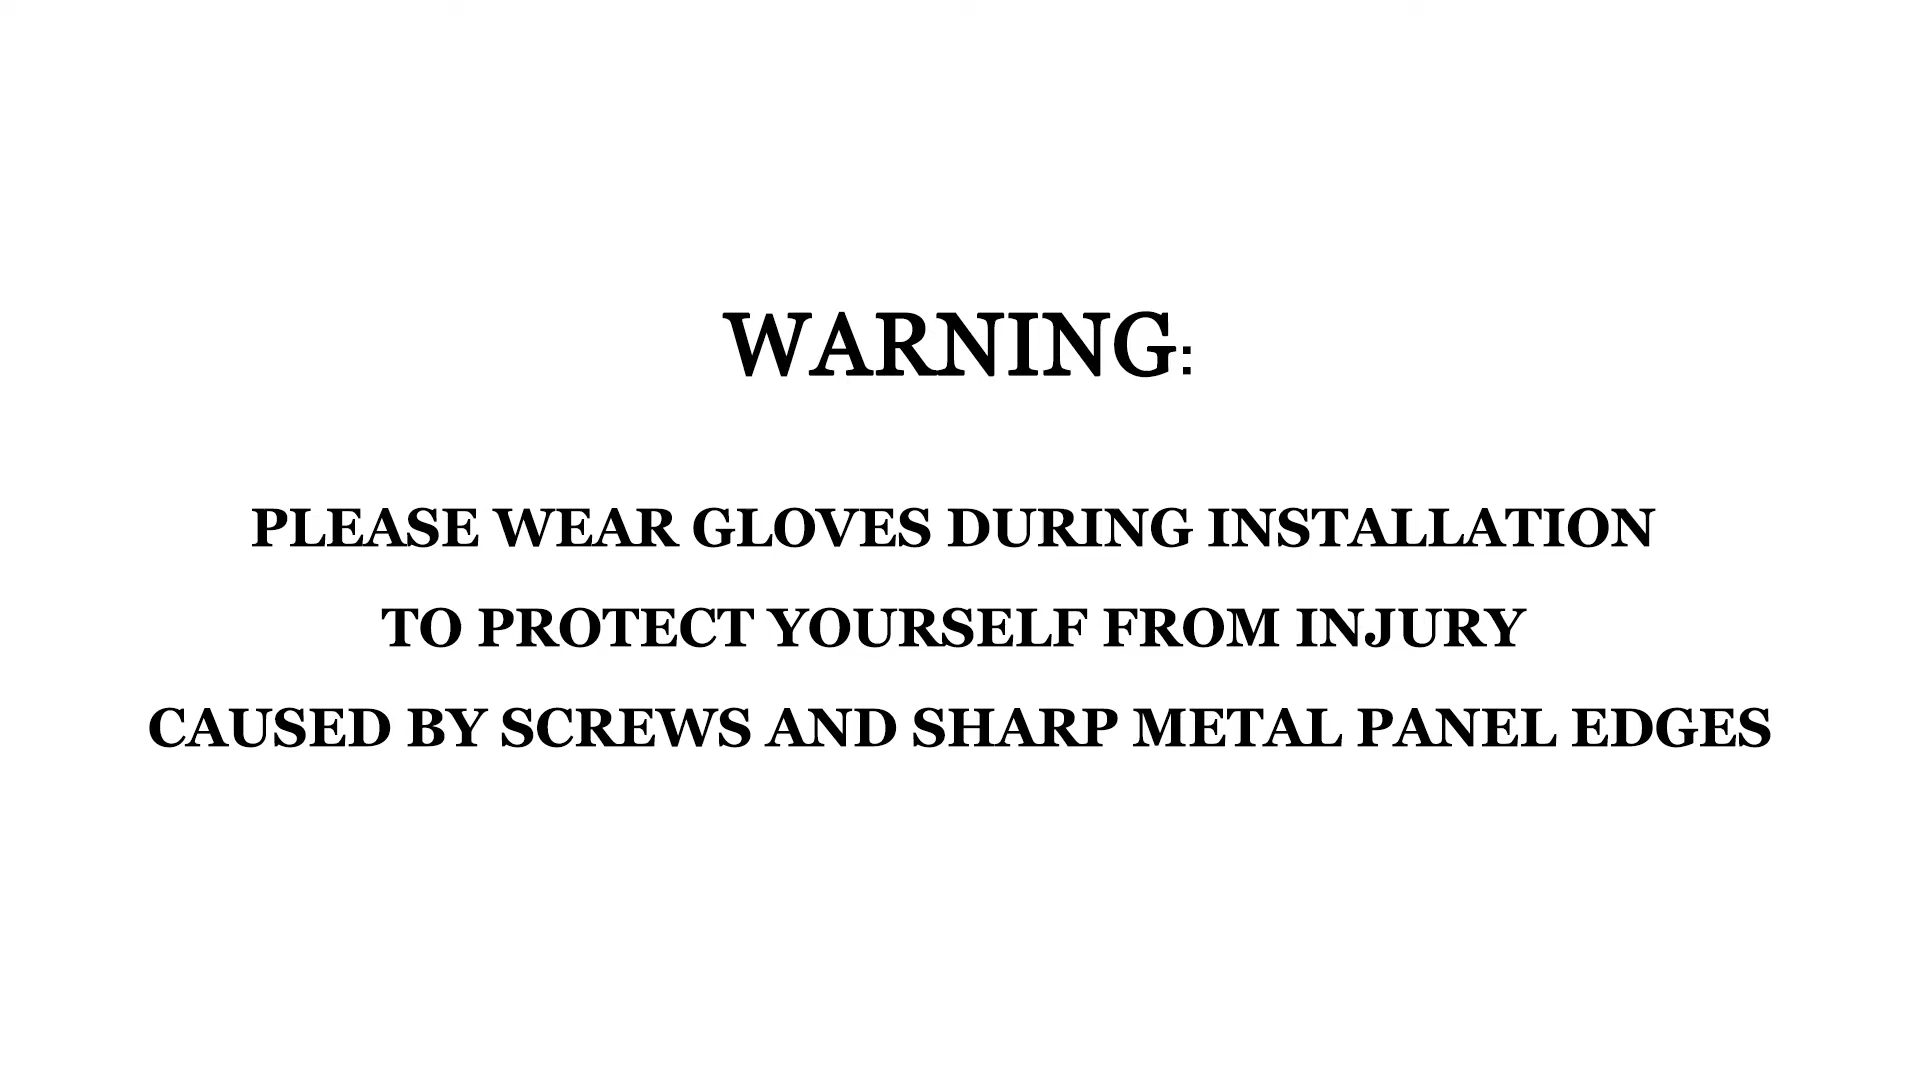 WARNING:
PLEASE WEAR GLOVES DURING INSTALLATION
TO PROTECT YOURSELF FROM INJURY
CAUSED BY SCREWS AND SHARP METAL PANEL EDGES